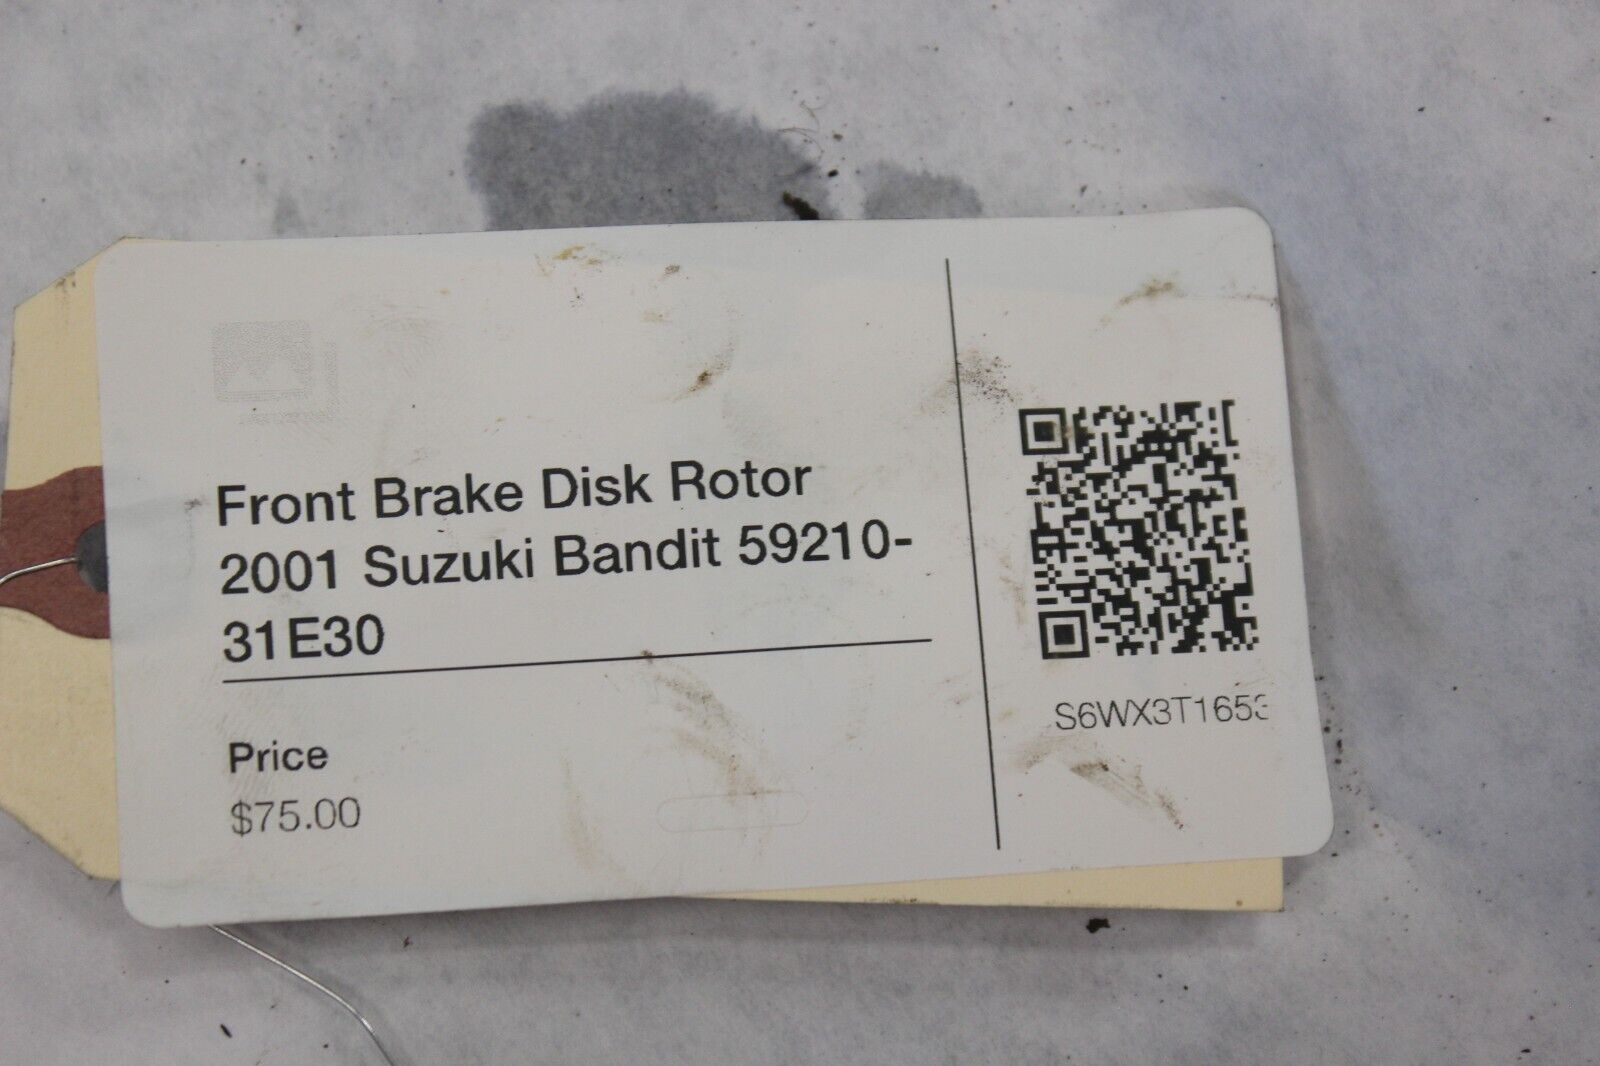 Front Brake Disk Rotor
2001 Suzuki Bandit 59210-
31E30
Price
$75.00
S6WX3T1653